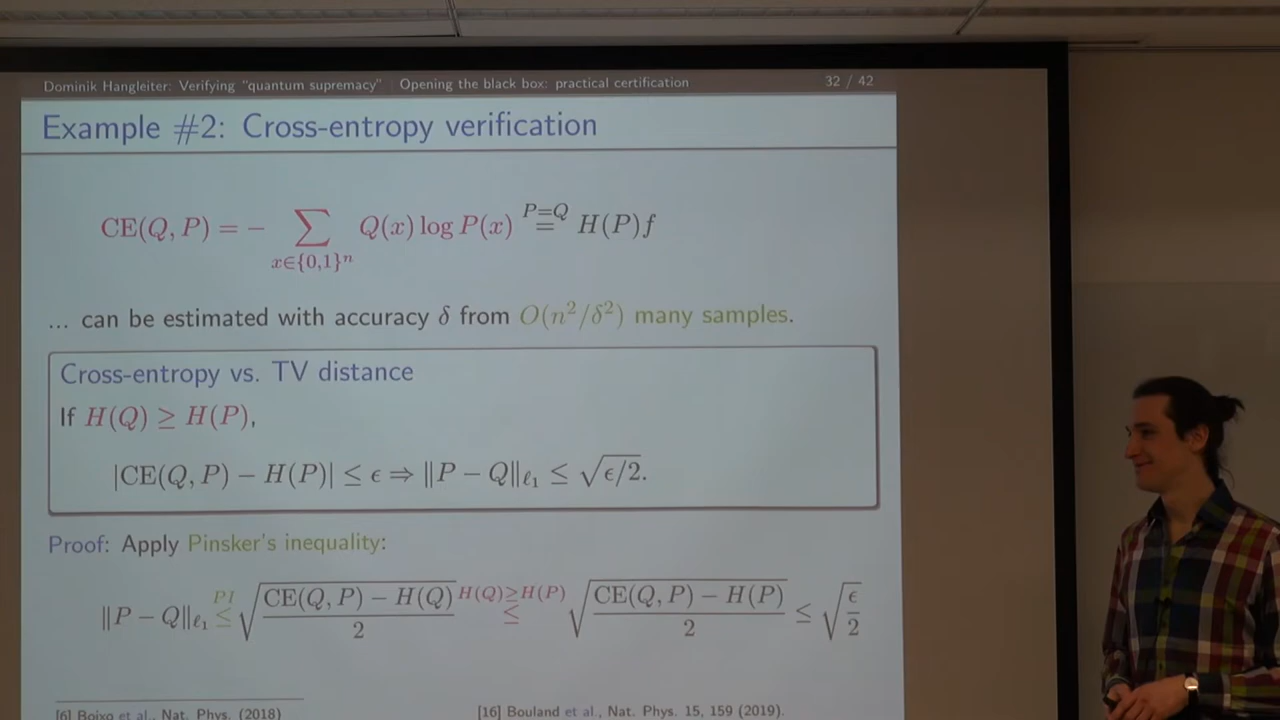 Dominik Hangleiter: Verifying “quantum supremacy” | Opening the black box: practical certification 32 / 42
Example #2: Cross-entropy verification
CE(Q, P) = − ∑_{x∈{0,1}^n} Q(x) log P(x) \overset{P=Q}{=} H(P)f
... can be estimated with accuracy δ from O(n²/δ²) many samples.
Cross-entropy vs. TV distance
If H(Q) ≥ H(P),
|CE(Q, P) − H(P)| ≤ ϵ ⇒ ‖P − Q‖_{ℓ₁} ≤ √(ϵ/2).
Proof: Apply Pinsker's inequality:
‖P − Q‖_{ℓ₁} \overset{PI}{≤} √((CE(Q, P) − H(Q))/2) \overset{H(Q)≥H(P)}{≤} √((CE(Q, P) − H(P))/2) ≤ √(ϵ/2)
[6] Boixo et al., Nat. Phys. (2018) [16] Bouland et al., Nat. Phys. 15, 159 (2019).